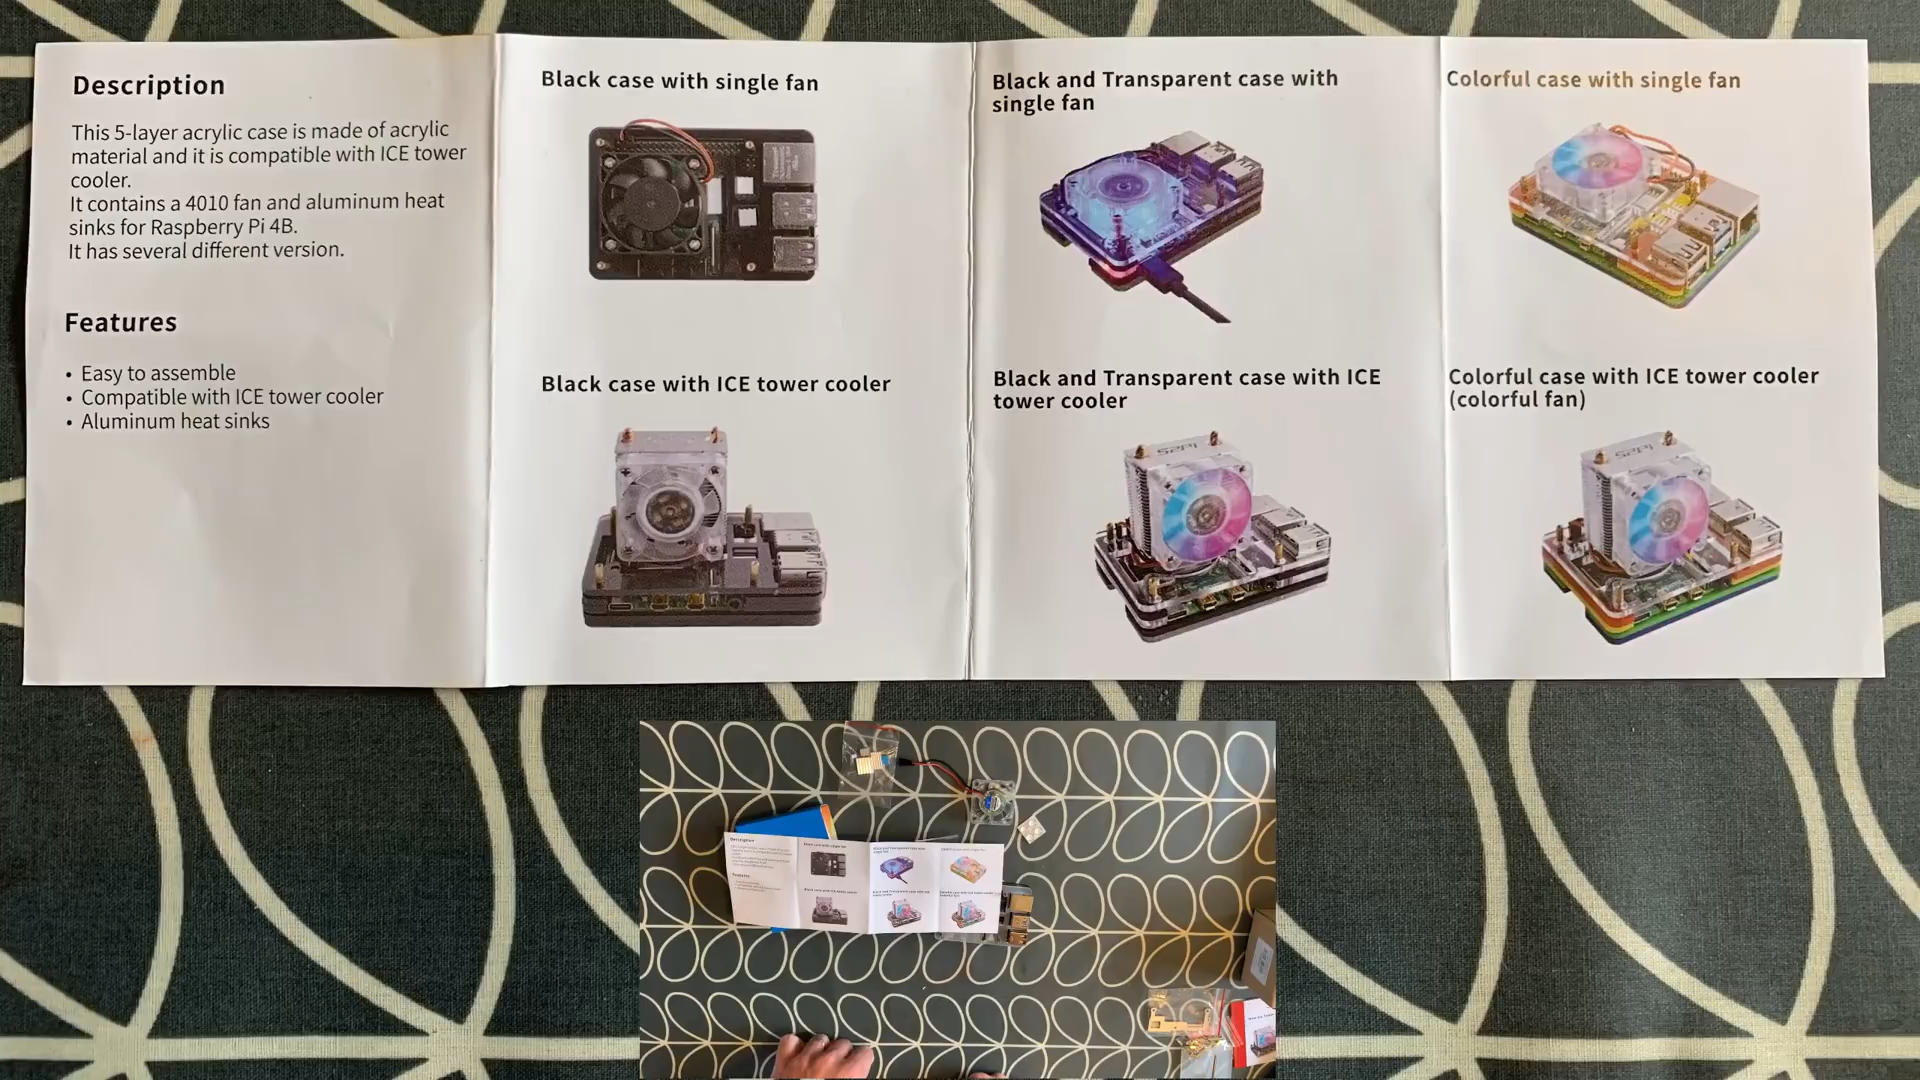 Description
This 5-layer acrylic case is made of acrylic
material and it is compatible with ICE tower
cooler.
It contains a 4010 fan and aluminum heat
sinks for Raspberry Pi 4B.
It has several different version.
Features
• Easy to assemble
• Compatible with ICE tower cooler
• Aluminum heat sinks
Black case with single fan
Black case with ICE tower cooler
Black and Transparent case with
single fan
Black and Transparent case with ICE
tower cooler
Colorful case with single fan
Colorful case with ICE tower cooler
(colorful fan)